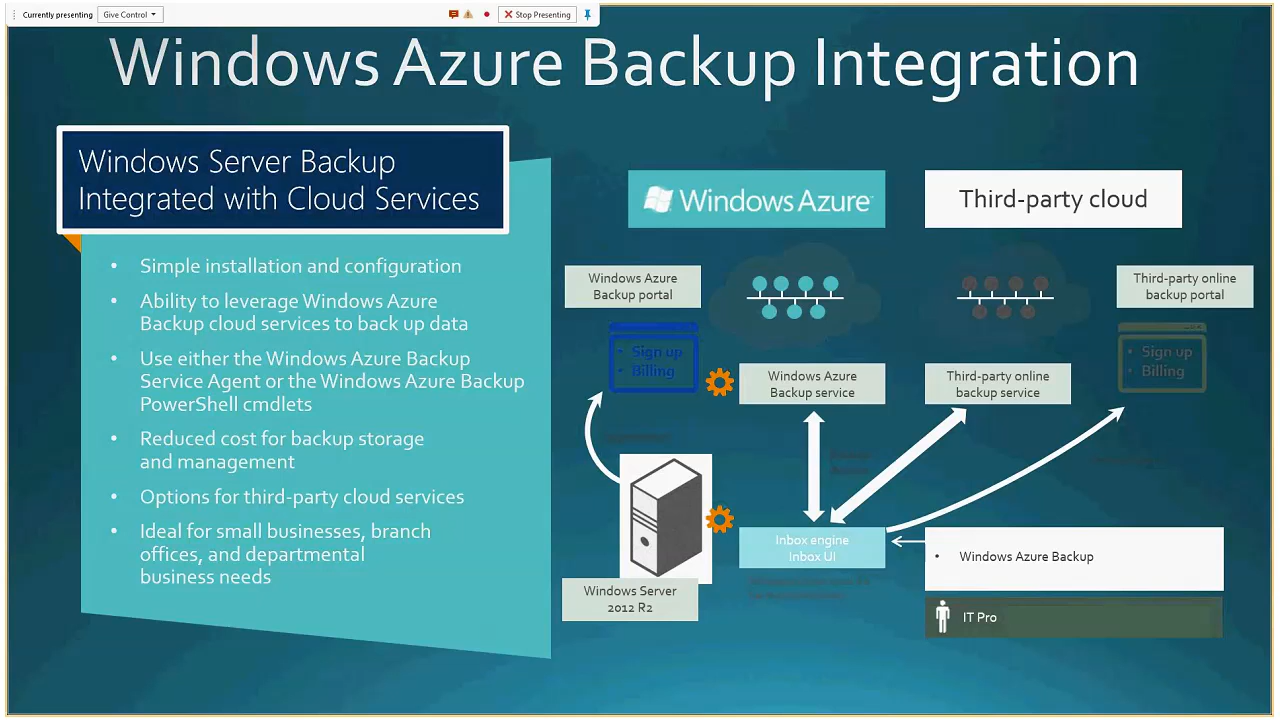 Currently presenting
Give Control
Stop Presenting
Windows Azure Backup Integration
Windows Server Backup
Integrated with Cloud Services
• Simple installation and configuration
• Ability to leverage Windows Azure
Backup cloud services to back up data
• Use either the Windows Azure Backup
Service Agent or the Windows Azure Backup
PowerShell cmdlets
• Reduced cost for backup storage
and management
• Options for third-party cloud services
• Ideal for small businesses, branch
offices, and departmental
business needs
Windows Azure
Third-party cloud
Windows Azure
Backup portal
Third-party online
backup portal
• Sign up
• Billing
• Sign up
• Billing
Windows Azure
Backup service
Third-party online
backup service
Inbox engine
Inbox UI
• Windows Azure Backup
Windows Server
2012 R2
IT Pro